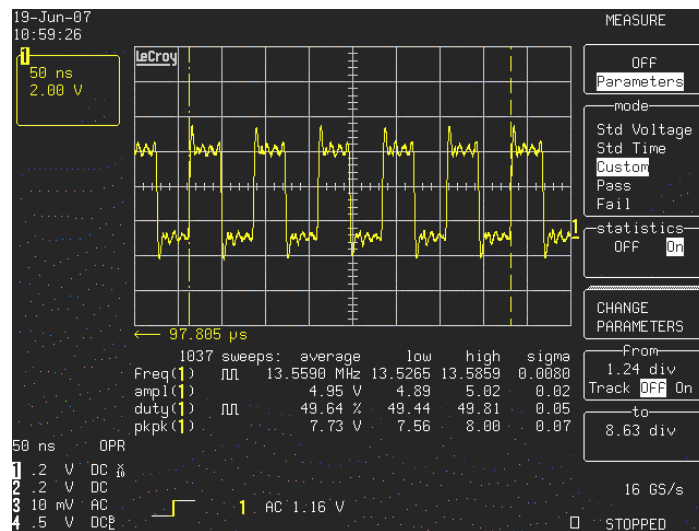 19-Jun-07
10:59:26
1
50 ns
2.00 V
LeCroy
1
← 97.805 µs
1037 sweeps: average low high sigma
freq(1) 13.5590 MHz 13.5265 13.5859 0.0080
ampl(1) 4.95 V 4.89 5.02 0.02
duty(1) 49.64 % 49.44 49.81 0.05
pkpk(1) 7.73 V 7.56 8.00 0.07
50 ns OPR
1 .2 V DC X10
2 .2 V DC
3 10 mV AC
4 .5 V DC
1 AC 1.16 V
MEASURE
OFF
Parameters
mode
Std Voltage
Std Time
Custom
Pass
Fail
statistics
OFF On
CHANGE
PARAMETERS
From
1.24 div
Track OFF On
to
8.63 div
16 GS/s
STOPPED